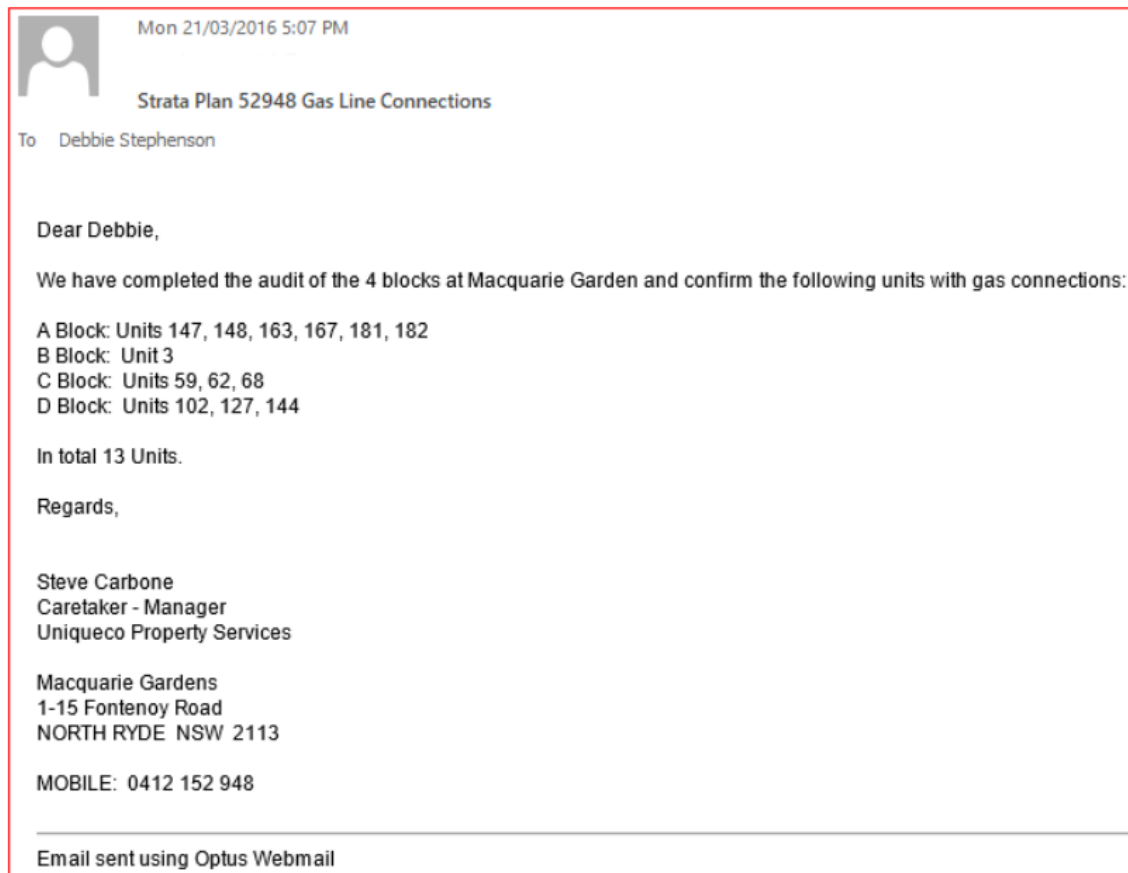 Mon 21/03/2016 5:07 PM
Strata Plan 52948 Gas Line Connections
To Debbie Stephenson
Dear Debbie,
We have completed the audit of the 4 blocks at Macquarie Garden and confirm the following units with gas connections:
A Block: Units 147, 148, 163, 167, 181, 182
B Block: Unit 3
C Block: Units 59, 62, 68
D Block: Units 102, 127, 144
In total 13 Units.
Regards,
Steve Carbone
Caretaker - Manager
Uniqueco Property Services
Macquarie Gardens
1-15 Fontenoy Road
NORTH RYDE NSW 2113
MOBILE: 0412 152 948
Email sent using Optus Webmail